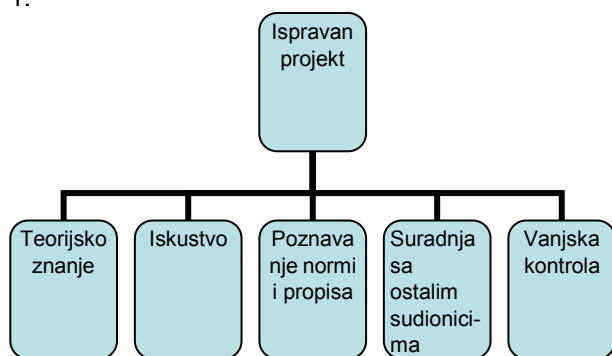 1.
Ispravan
projekt
Teorijsko
znanje
Iskustvo
Poznava
nje normi
i propisa
Suradnja
sa
ostalim
sudionici-
ma
Vanjska
kontrola